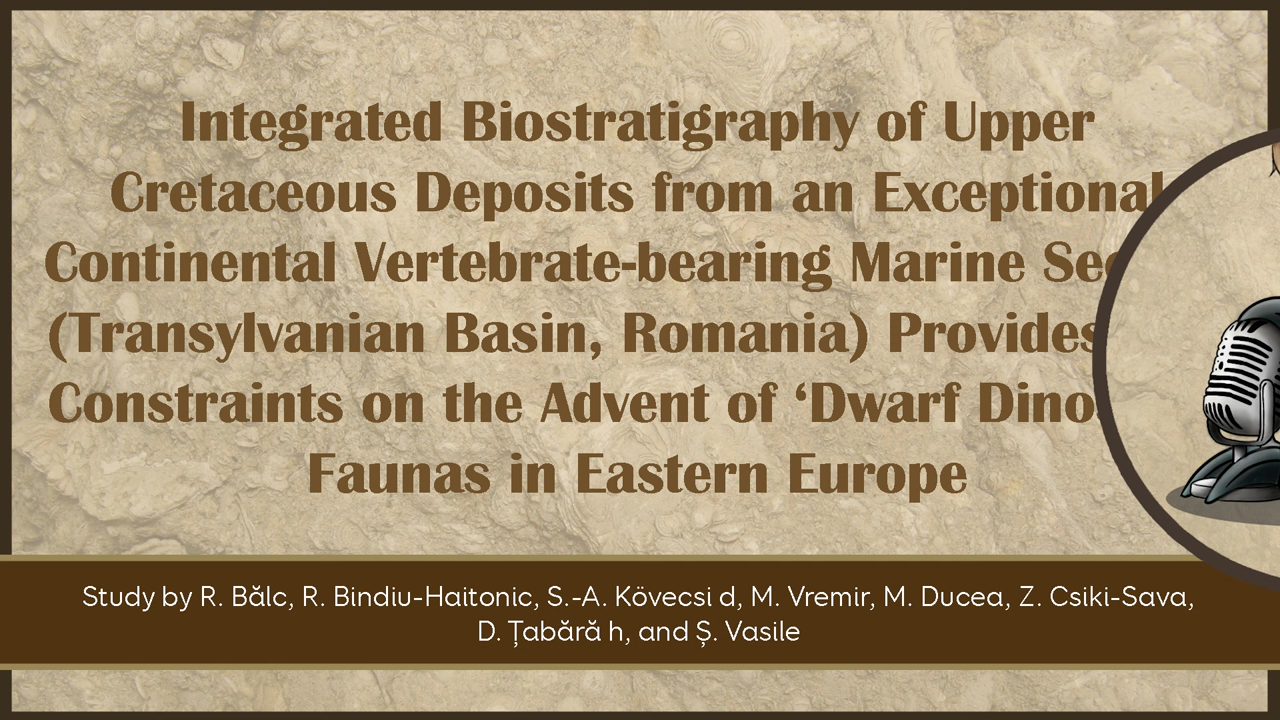 Integrated Biostratigraphy of Upper
Cretaceous Deposits from an Exceptional
Continental Vertebrate-bearing Marine
(Transylvanian Basin, Romania) Provides
Constraints on the Advent of ‘Dwarf
Faunas in Eastern Europe
Study by R. Bălc, R. Bindiu-Haitonic, S.-A. Kövecsi d, M. Vremir, M. Ducea, Z. Csiki-Sava,
D. Țabără h, and Ș. Vasile